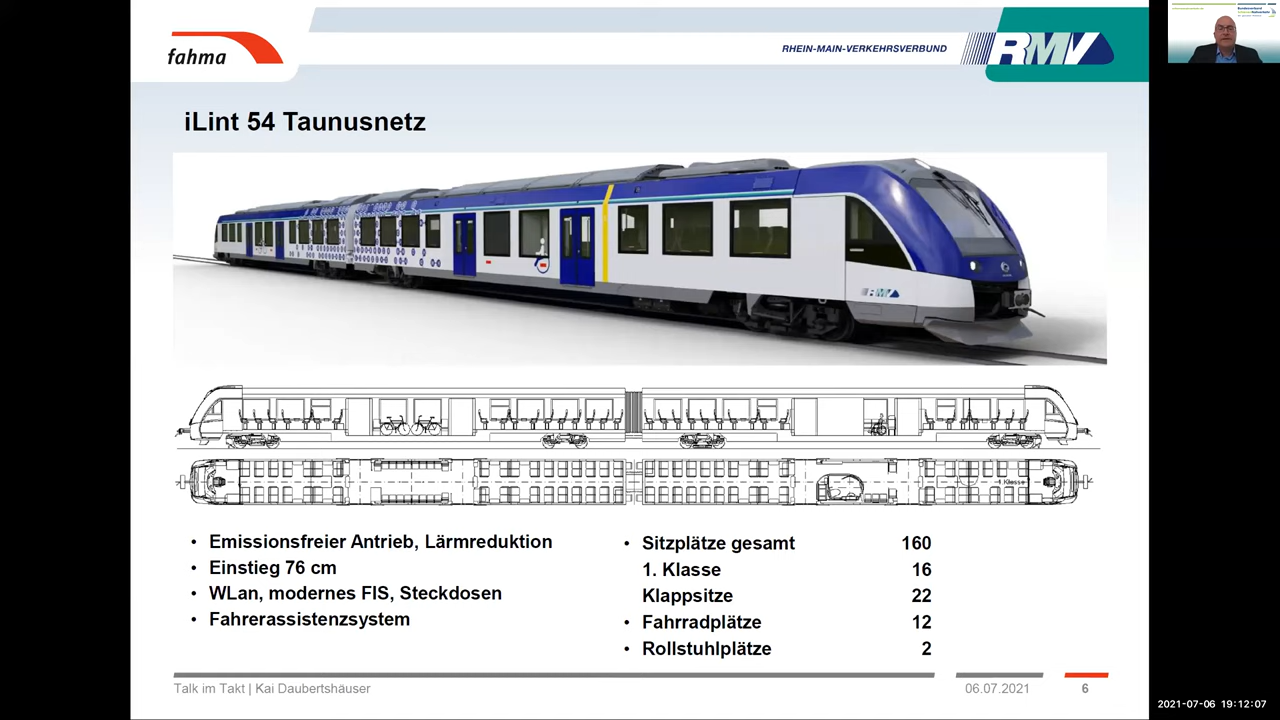 fahma
RHEIN-MAIN-VERKEHRSVERBUND
RMV
iLint 54 Taunusnetz
RMV
1.Klasse
• Emissionsfreier Antrieb, Lärmreduktion
• Einstieg 76 cm
• WLan, modernes FIS, Steckdosen
• Fahrerassistenzsystem
• Sitzplätze gesamt 160
1. Klasse 16
Klappsitze 22
• Fahrradplätze 12
• Rollstuhlplätze 2
Talk im Takt | Kai Daubertshäuser 06.07.2021 6
2021-07-06 19:12:07